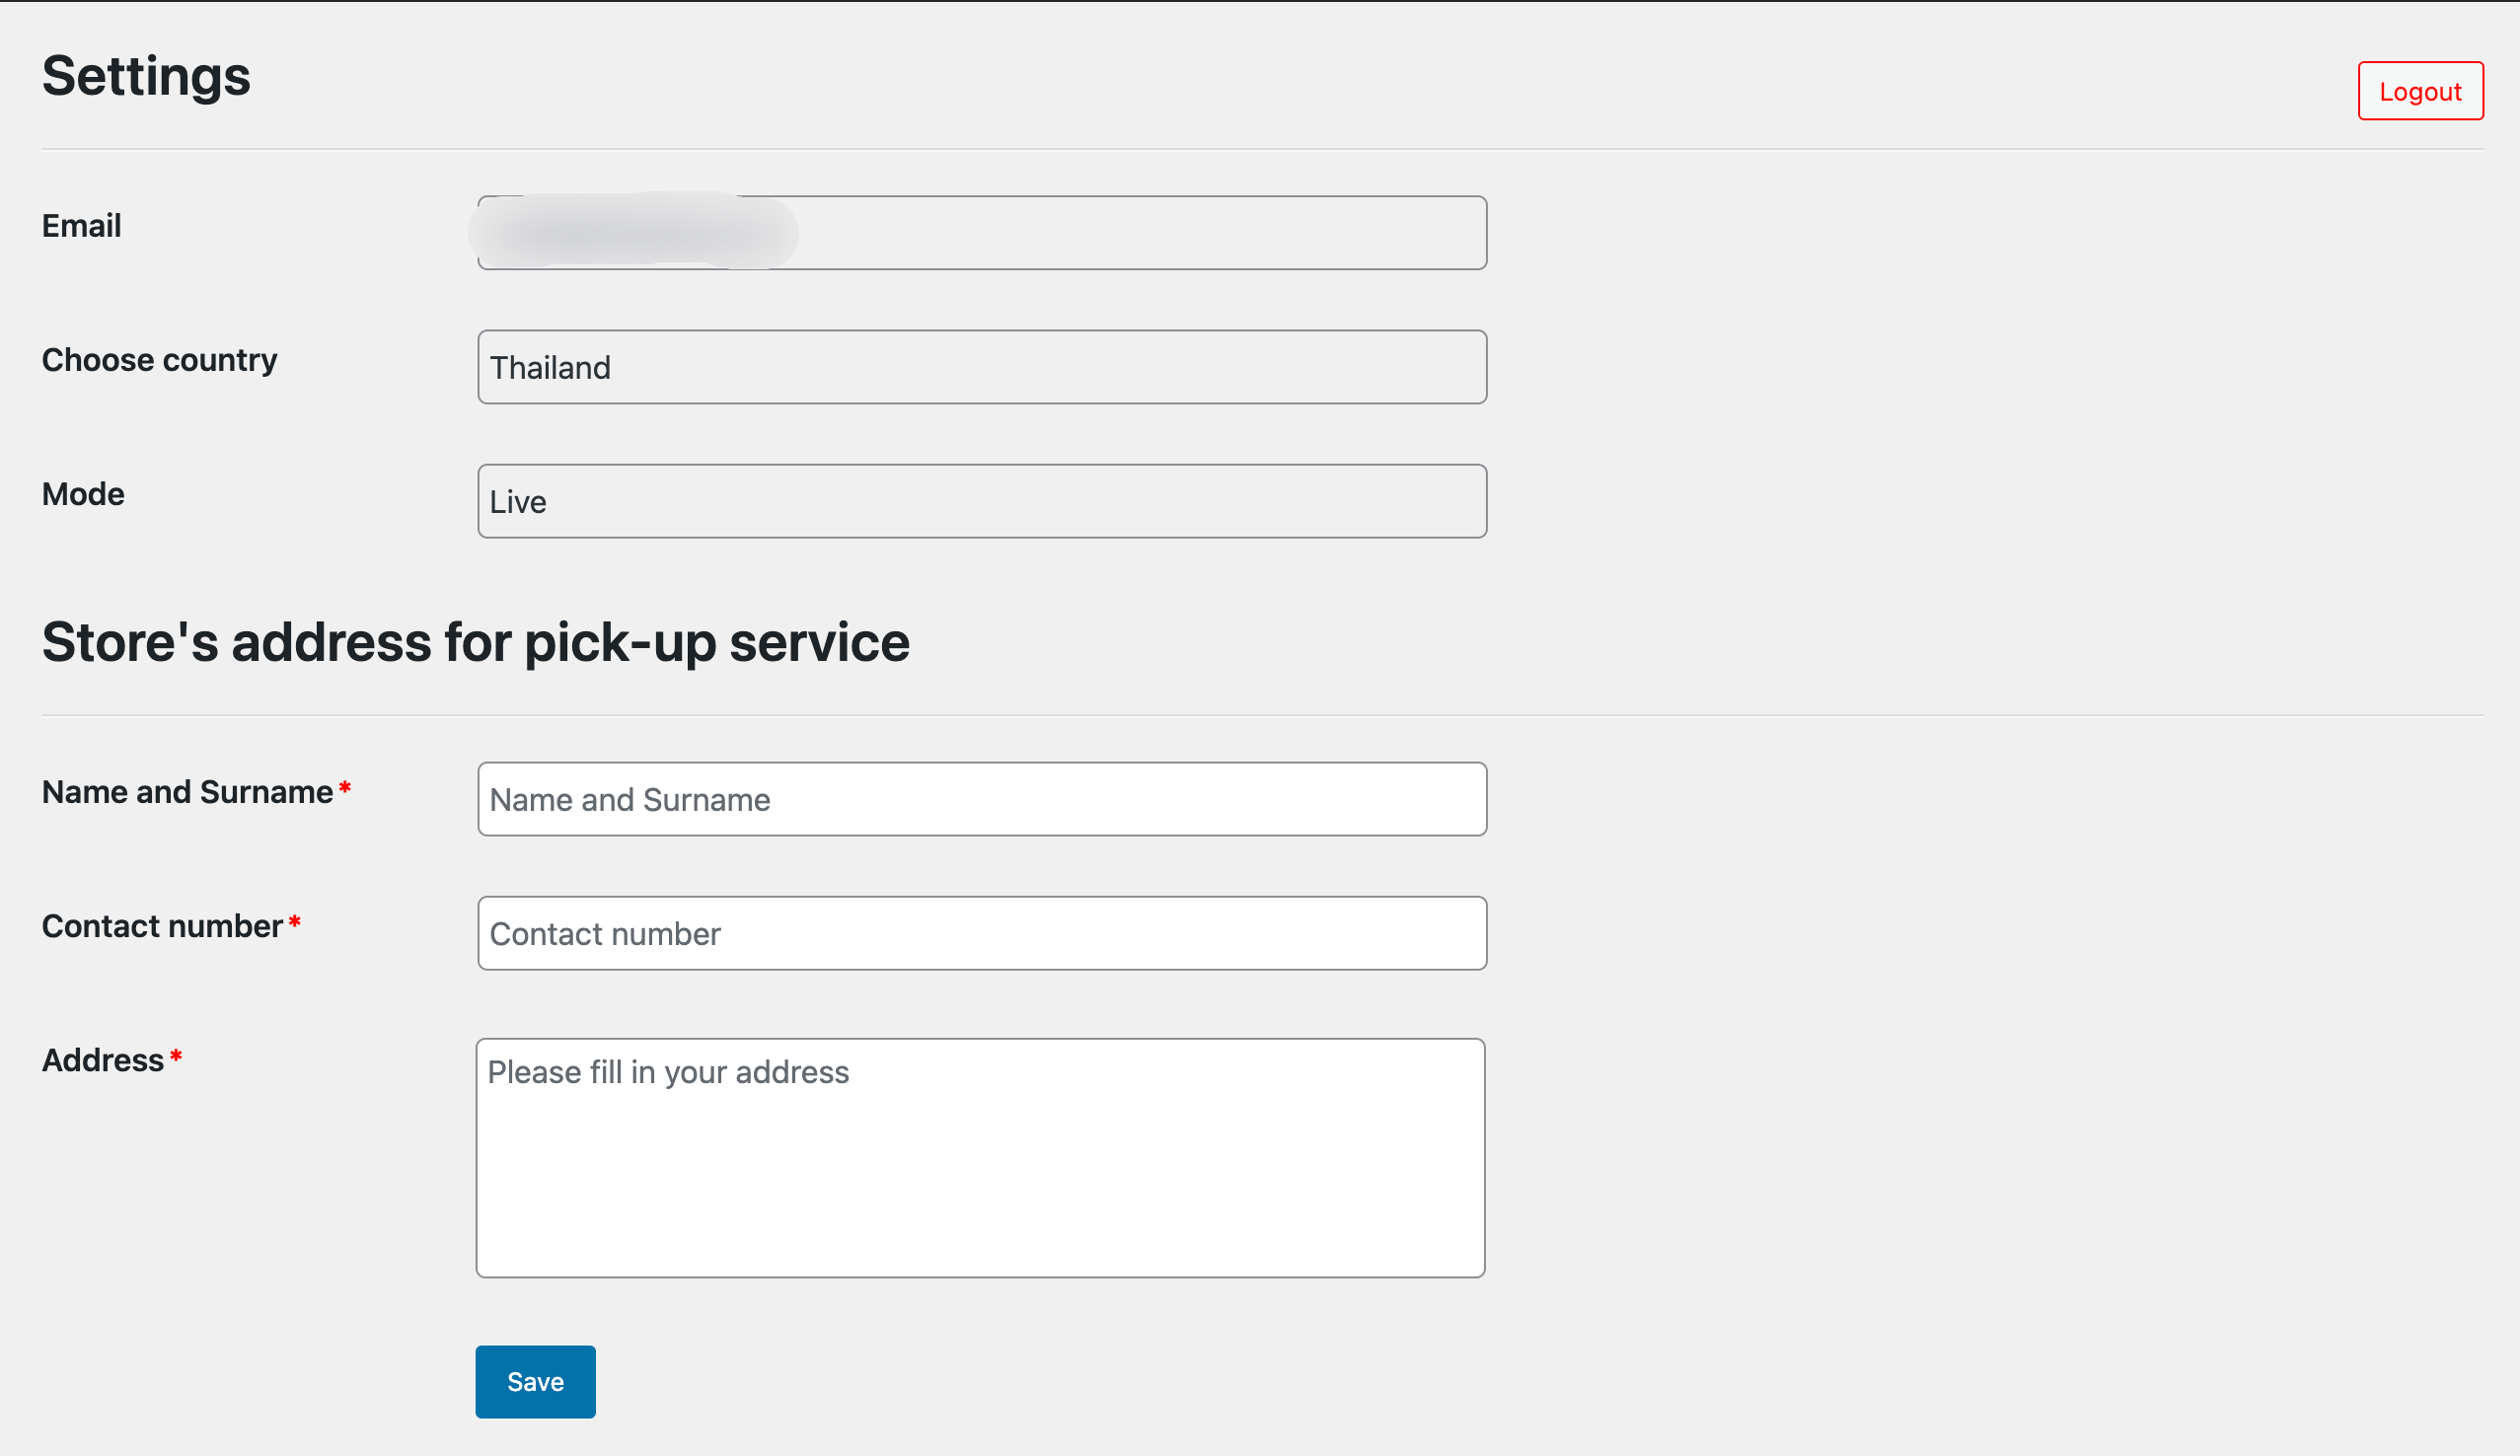 Settings
Logout
Email
Choose country
Thailand
Mode
Live
Store's address for pick-up service
Name and Surname*
Name and Surname
Contact number*
Contact number
Address*
Please fill in your address
Save